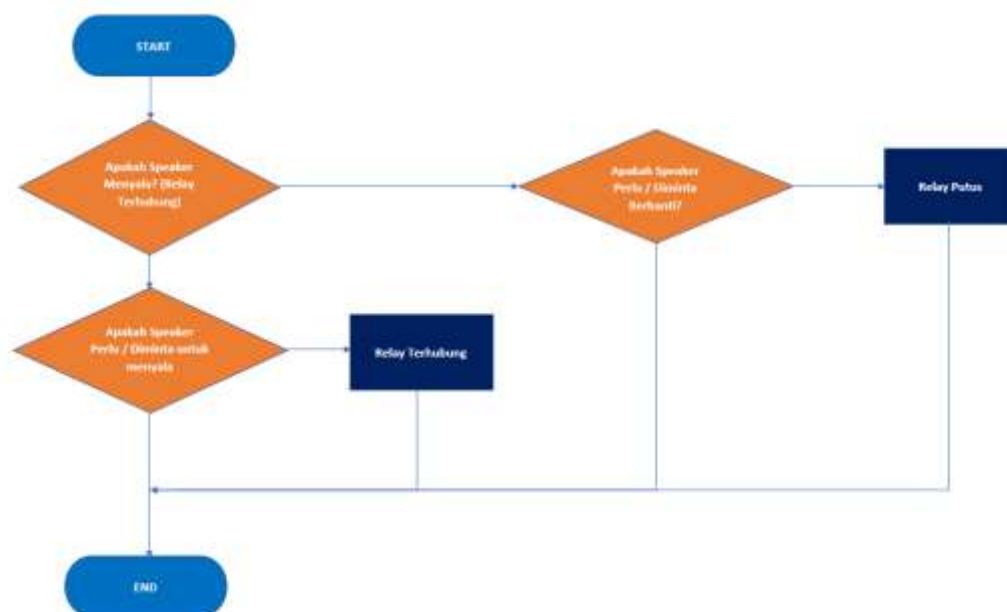 START
Apakah Speaker
Menyala? (Relay
Terhubung)
Apakah Speaker
Perlu / Diminta
Berhenti?
Relay Putus
Apakah Speaker
Perlu / Diminta untuk
menyala
Relay Terhubung
END